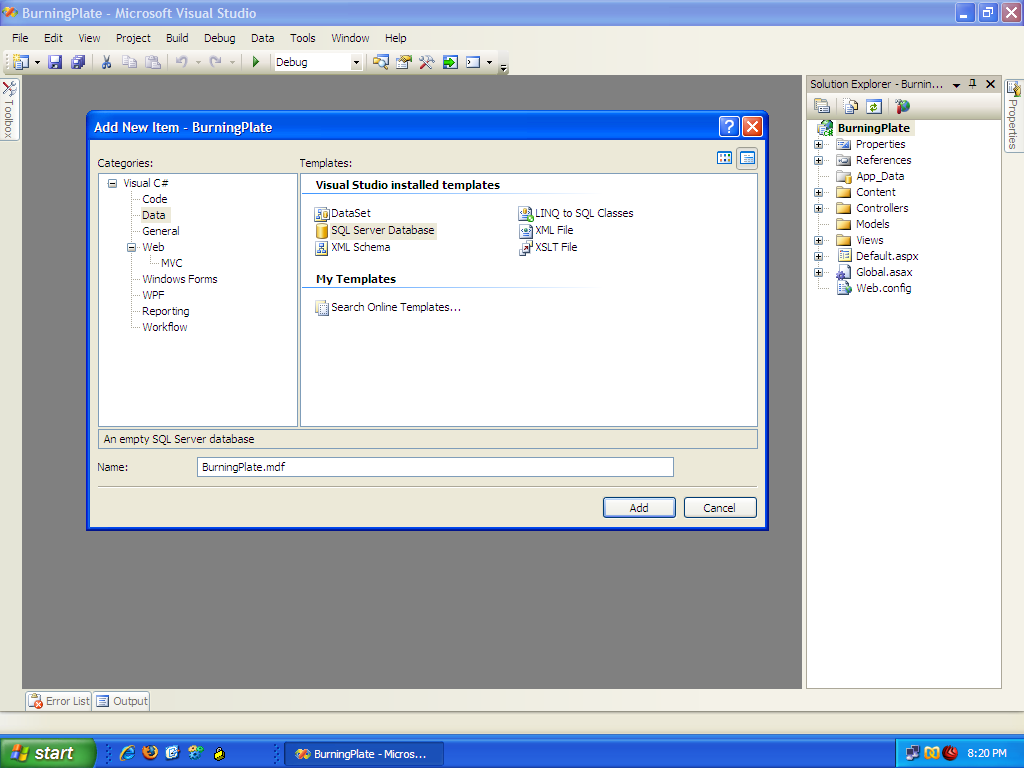 BurningPlate - Microsoft Visual Studio
File Edit View Project Build Debug Data Tools Window Help
Debug
Toolbox
Add New Item - BurningPlate
Categories:
Templates:
Visual C#
Code
Data
General
Web
MVC
Windows Forms
WPF
Reporting
Workflow
Visual Studio installed templates
DataSet
LINQ to SQL Classes
SQL Server Database
XML File
XML Schema
XSLT File
My Templates
Search Online Templates...
An empty SQL Server database
Name:
BurningPlate.mdf
Add
Cancel
Solution Explorer - Burnin...
BurningPlate
Properties
References
App_Data
Content
Controllers
Models
Views
Default.aspx
Global.asax
Web.config
Properties
Error List
Output
start
BurningPlate - Micros...
8:20 PM